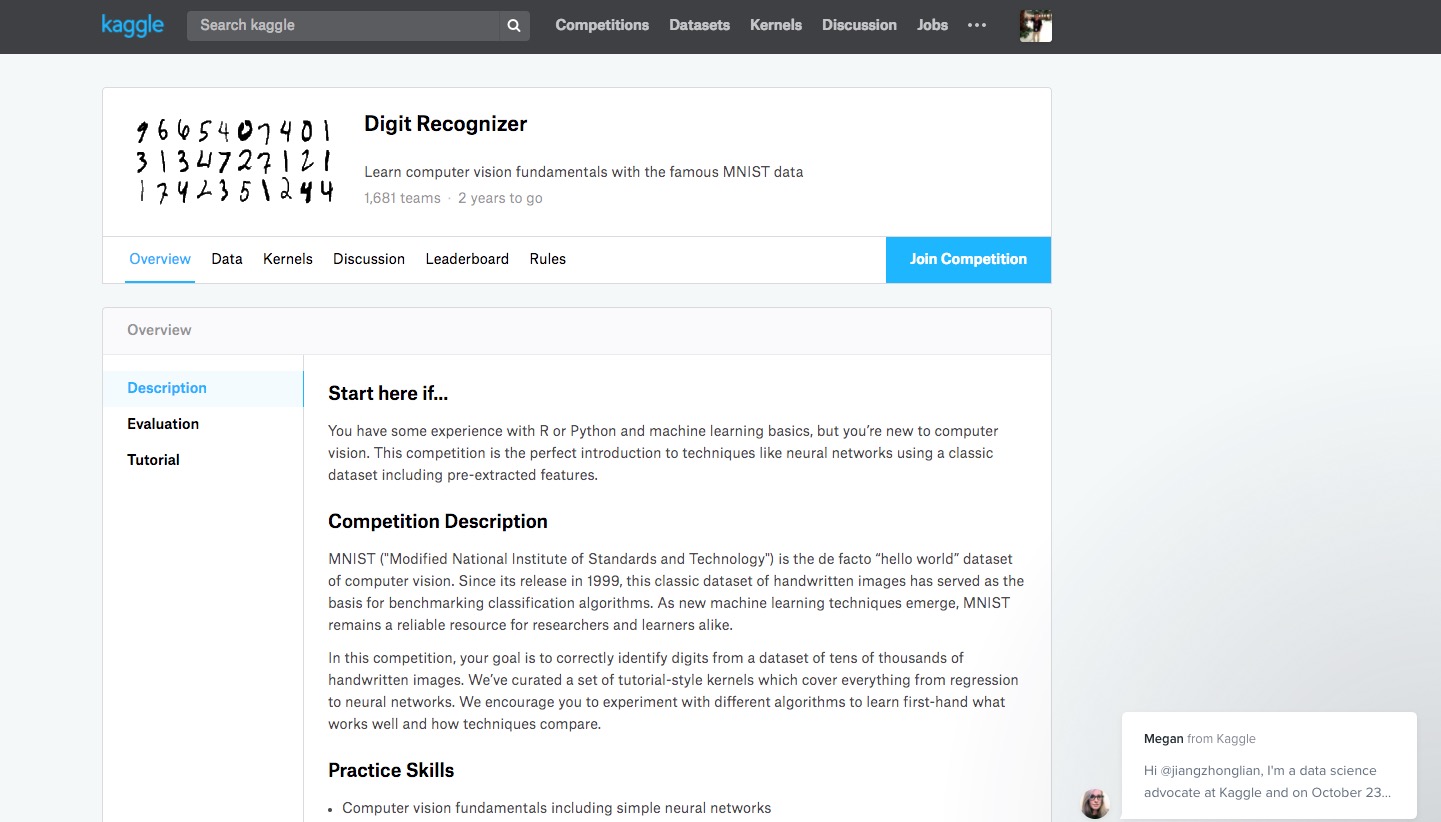 kaggle
Search kaggle
Competitions Datasets Kernels Discussion Jobs
9 6 6 5 4 0 7 4 0 1
3 1 3 4 7 2 7 1 2 1
1 7 4 2 3 5 1 2 4 4
Digit Recognizer
Learn computer vision fundamentals with the famous MNIST data
1,681 teams · 2 years to go
Overview Data Kernels Discussion Leaderboard Rules
Join Competition
Overview
Description
Evaluation
Tutorial
Start here if...
You have some experience with R or Python and machine learning basics, but you’re new to computer
vision. This competition is the perfect introduction to techniques like neural networks using a classic
dataset including pre-extracted features.
Competition Description
MNIST ("Modified National Institute of Standards and Technology") is the de facto “hello world” dataset
of computer vision. Since its release in 1999, this classic dataset of handwritten images has served as the
basis for benchmarking classification algorithms. As new machine learning techniques emerge, MNIST
remains a reliable resource for researchers and learners alike.
In this competition, your goal is to correctly identify digits from a dataset of tens of thousands of
handwritten images. We’ve curated a set of tutorial-style kernels which cover everything from regression
to neural networks. We encourage you to experiment with different algorithms to learn first-hand what
works well and how techniques compare.
Practice Skills
• Computer vision fundamentals including simple neural networks
Megan from Kaggle
Hi @jiangzhonglian, I'm a data science
advocate at Kaggle and on October 23...